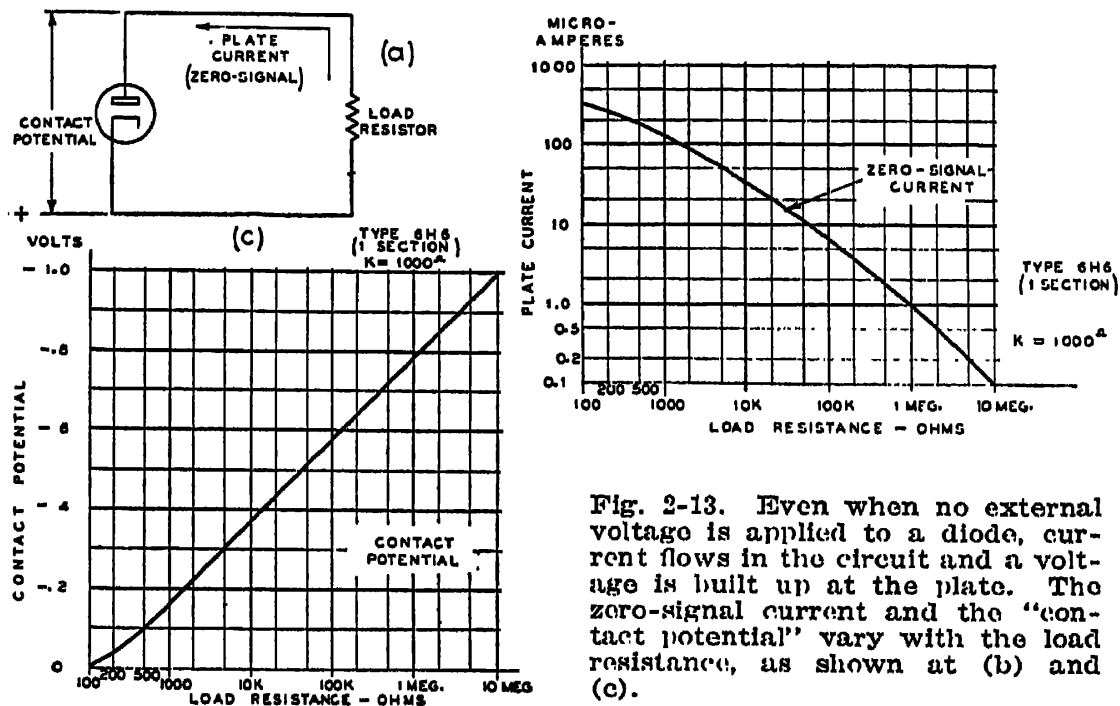 (a)
PLATE
CURRENT
(ZERO-SIGNAL)
CONTACT
POTENTIAL
LOAD
RESISTOR
+
(c)
VOLTS
TYPE 6H6
(1 SECTION)
K = 1000Ω
- 1.0
-.8
- 6
- .4
-.2
0
CONTACT POTENTIAL
CONTACT
POTENTIAL
100 200 500 1000 10K 100K 1 MEG. 10 MEG
LOAD RESISTANCE - OHMS
MICRO-
AMPERES
1000
100
10
1.0
0.5
0.2
0.1
PLATE CURRENT
ZERO-SIGNAL
CURRENT
TYPE 6H6
(1 SECTION)
K = 1000Ω
100 200 500 1000 10K 100K 1 MEG. 10 MEG.
LOAD RESISTANCE - OHMS
Fig. 2-13. Even when no external
voltage is applied to a diode, cur-
rent flows in the circuit and a volt-
age is built up at the plate. The
zero-signal current and the "con-
tact potential" vary with the load
resistance, as shown at (b) and
(c).